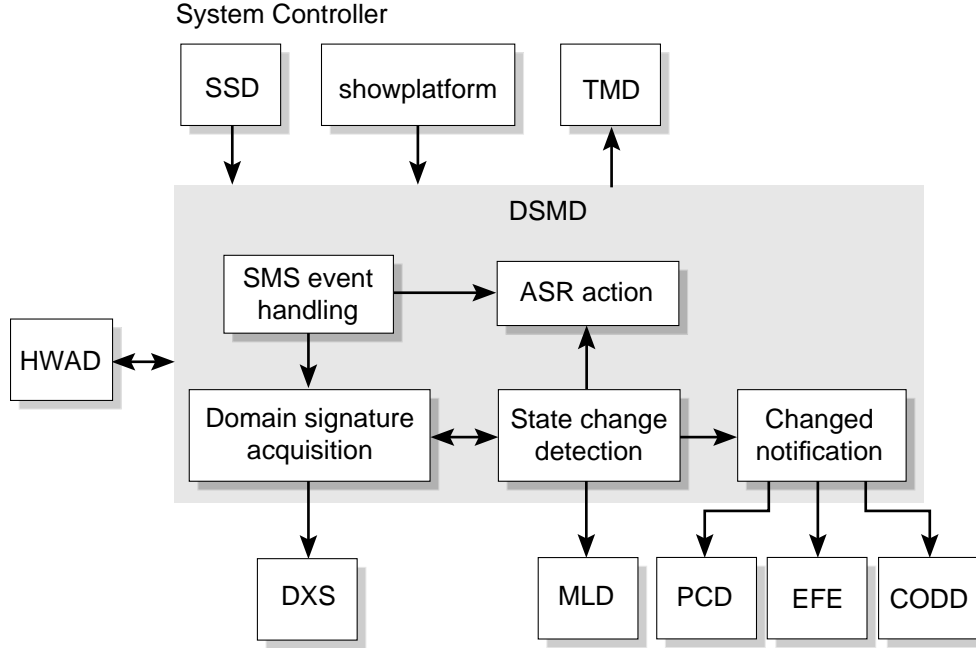 System Controller
SSD
showplatform
TMD
DSMD
SMS event
handling
ASR action
HWAD
Domain signature
acquisition
State change
detection
Changed
notification
DXS
MLD
PCD
EFE
CODD